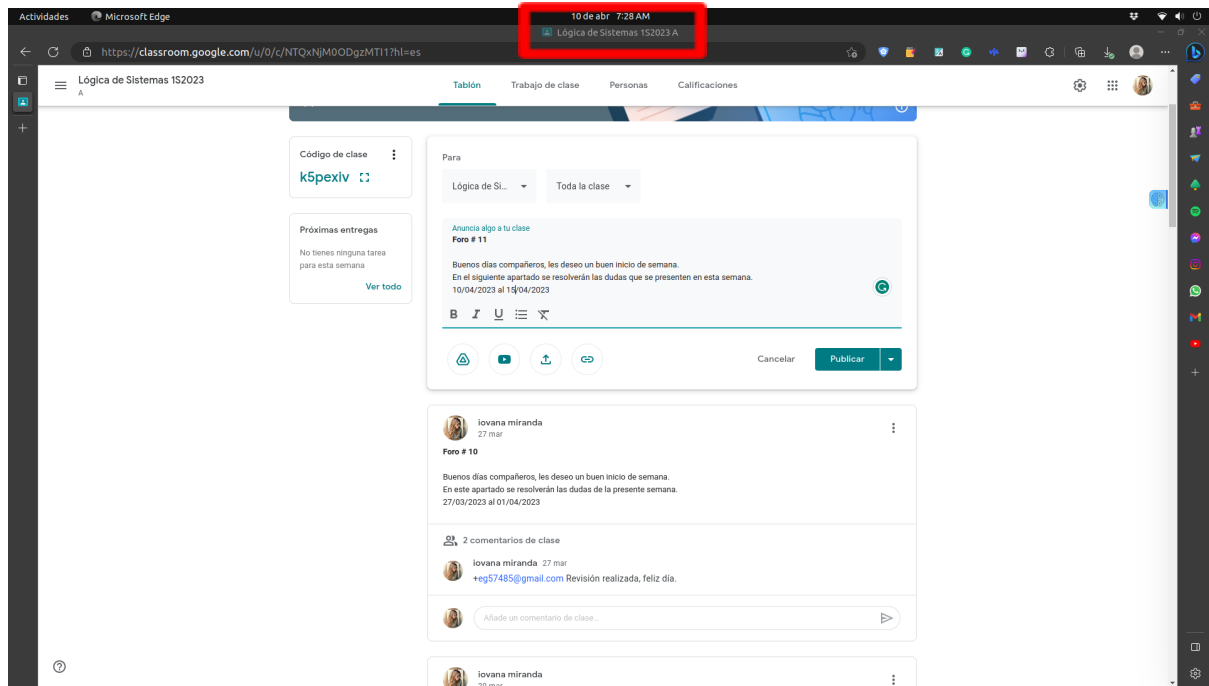 Actividades Microsoft Edge 10 de abr 7:28 AM
Lógica de Sistemas 1S2023 A
https://classroom.google.com/u/0/c/NTQxNjM0ODgzMTI1?hl=es
Lógica de Sistemas 1S2023
A
Tablón Trabajo de clase Personas Calificaciones
Código de clase
k5pexiv
Próximas entregas
No tienes ninguna tarea
para esta semana
Ver todo
Para
Lógica de Si... Toda la clase
Anuncia algo a tu clase
Foro # 11
Buenos días compañeros, les deseo un buen inicio de semana.
En el siguiente apartado se resolverán las dudas que se presenten en esta semana.
10/04/2023 al 15/04/2023
B I U
Cancelar Publicar
iovana miranda
27 mar
Foro # 10
Buenos días compañeros, les deseo un buen inicio de semana.
En este apartado se resolverán las dudas de la presente semana.
27/03/2023 al 01/04/2023
2 comentarios de clase
iovana miranda 27 mar
+eg57485@gmail.com Revisión realizada, feliz día.
Añade un comentario de clase...
iovana miranda